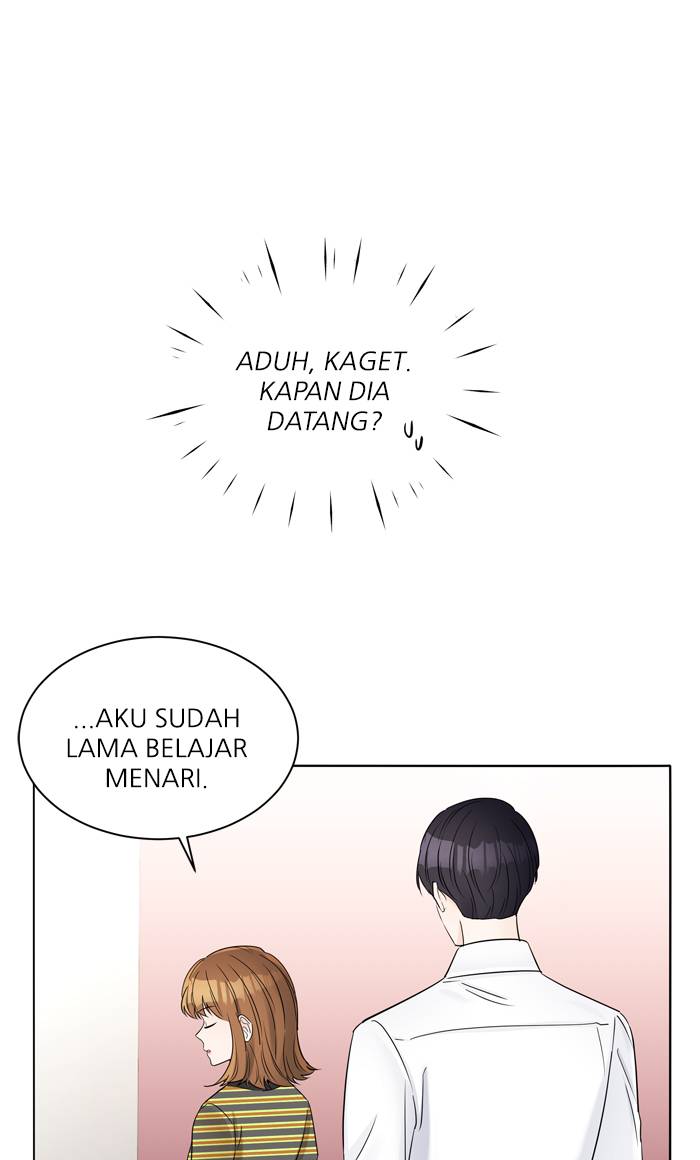 ADUH, KAGET.
KAPAN DIA
DATANG?
...AKU SUDAH
LAMA BELAJAR
MENARI.